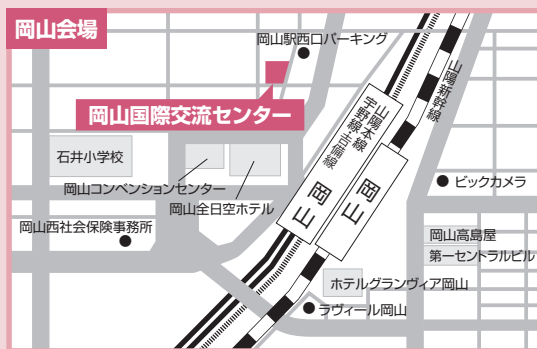 岡山会場
岡山駅西口パーキング
山陽新幹線
岡山国際交流センター
山陽本線
宇野線・吉備線
石井小学校
岡山コンベンションセンター
岡山全日空ホテル
岡山
岡山
ビックカメラ
岡山西社会保険事務所
岡山高島屋
第一セントラルビル
ホテルグランヴィア岡山
ラヴィール岡山